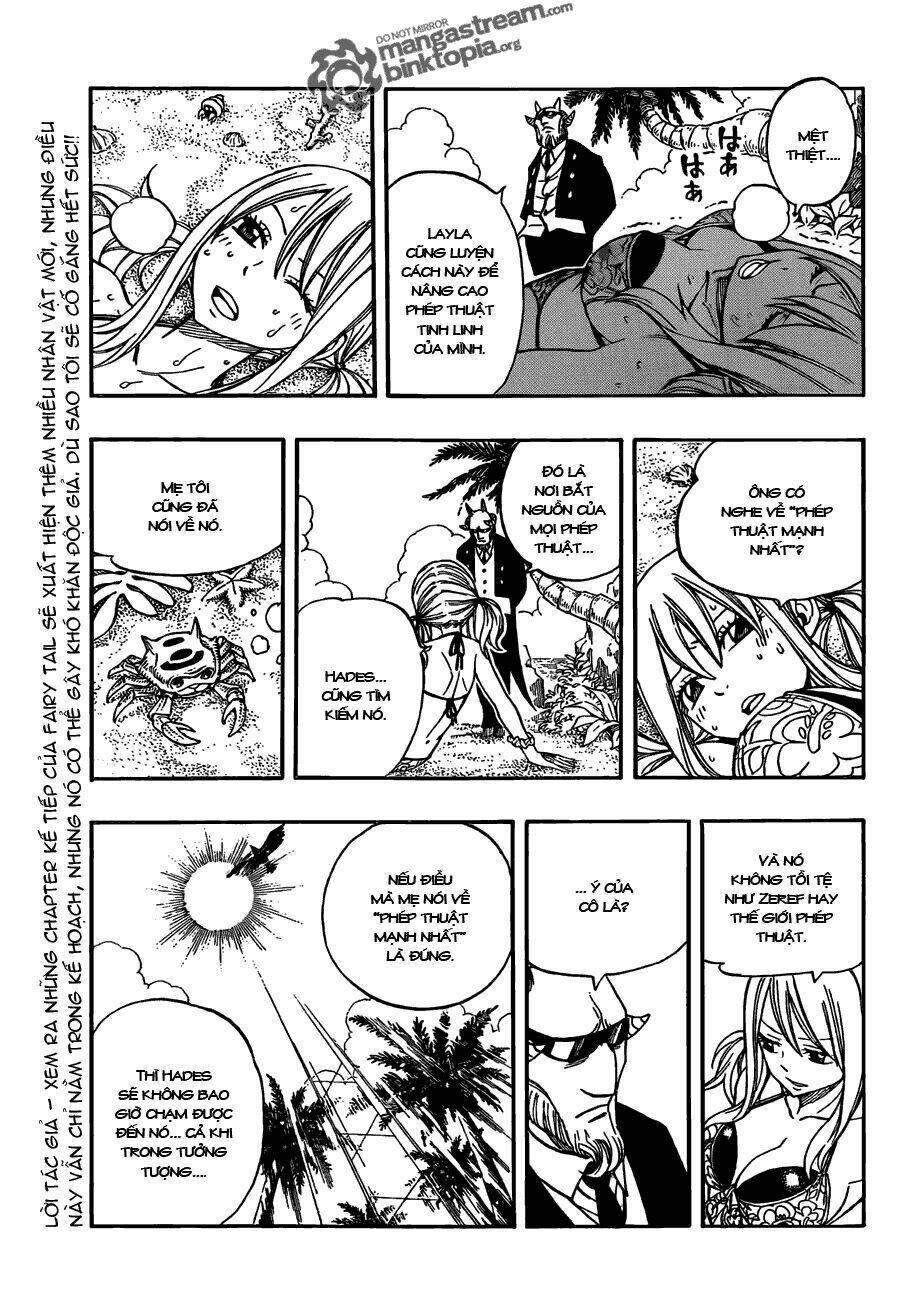 DO NOT MIRROR
mangastream.com
binktopia.org
MỆT
THIỆT....
はぁ
はぁ
LAYLA
CŨNG LUYỆN
CÁCH NÀY ĐỂ
NÂNG CAO
PHÉP THUẬT
TINH LINH
CỦA MÌNH.
ÔNG CÓ
NGHE VỀ “PHÉP
THUẬT MẠNH
NHẤT”?
ĐÓ LÀ
NƠI BẮT
NGUỒN CỦA
MỌI PHÉP
THUẬT...
HADES...
CŨNG TÌM
KIẾM NÓ.
MẸ TÔI
CŨNG ĐÃ
NÓI VỀ NÓ.
VÀ NÓ
KHÔNG TỒI TỆ
NHƯ ZEREF HAY
THẾ GIỚI PHÉP
THUẬT.
... Ý CỦA
CÔ LÀ?
NẾU ĐIỀU
MÀ MẸ NÓI VỀ
“PHÉP THUẬT
MẠNH NHẤT”
LÀ ĐÚNG.
THÌ HADES
SẼ KHÔNG BAO
GIỜ CHẠM ĐƯỢC
ĐẾN NÓ... CẢ KHI
TRONG TƯỞNG
TƯỢNG....
LỜI TÁC GIẢ - XEM RA NHỮNG CHAPTER KẾ TIẾP CỦA FAIRY TAIL SẼ XUẤT HIỆN THÊM NHIỀU NHÂN VẬT MỚI, NHƯNG ĐIỀU
NÀY VẪN CHỈ NẰM TRONG KẾ HOẠCH, NHƯNG NÓ CÓ THỂ GÂY KHÓ KHĂN ĐỘC GIẢ. DÙ SAO TÔI SẼ CỐ GẮNG HẾT SỨC!!